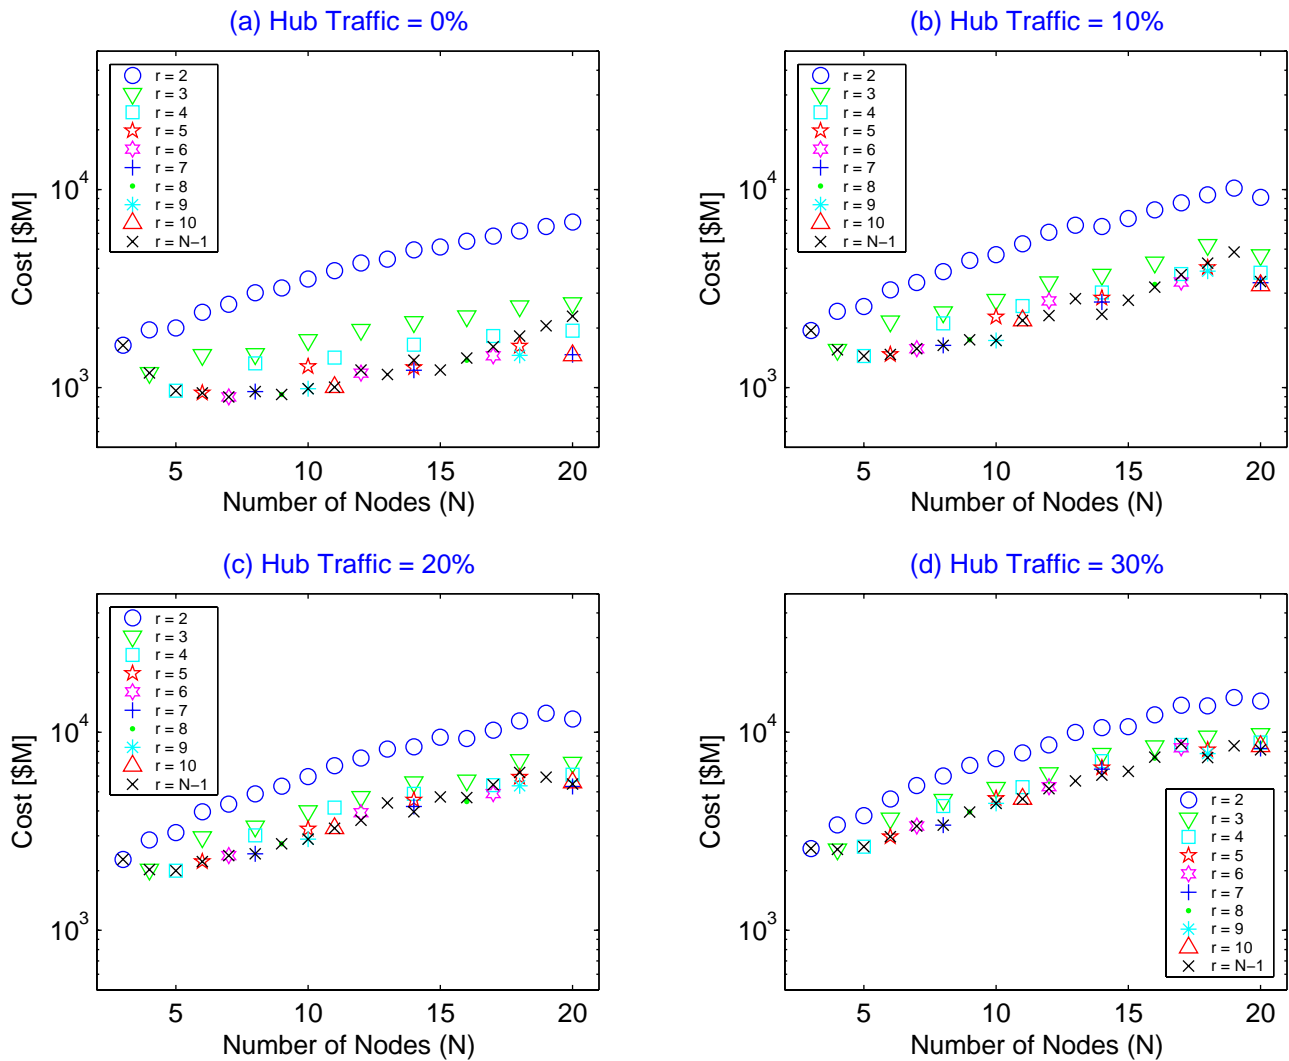 (a) Hub Traffic = 0%
Cost [$M]
10^4
10^3
r = 2
r = 3
r = 4
r = 5
r = 6
r = 7
r = 8
r = 9
r = 10
r = N−1
5 10 15 20
Number of Nodes (N)
(b) Hub Traffic = 10%
Cost [$M]
10^4
10^3
r = 2
r = 3
r = 4
r = 5
r = 6
r = 7
r = 8
r = 9
r = 10
r = N−1
5 10 15 20
Number of Nodes (N)
(c) Hub Traffic = 20%
Cost [$M]
10^4
10^3
r = 2
r = 3
r = 4
r = 5
r = 6
r = 7
r = 8
r = 9
r = 10
r = N−1
5 10 15 20
Number of Nodes (N)
(d) Hub Traffic = 30%
Cost [$M]
10^4
10^3
r = 2
r = 3
r = 4
r = 5
r = 6
r = 7
r = 8
r = 9
r = 10
r = N−1
5 10 15 20
Number of Nodes (N)